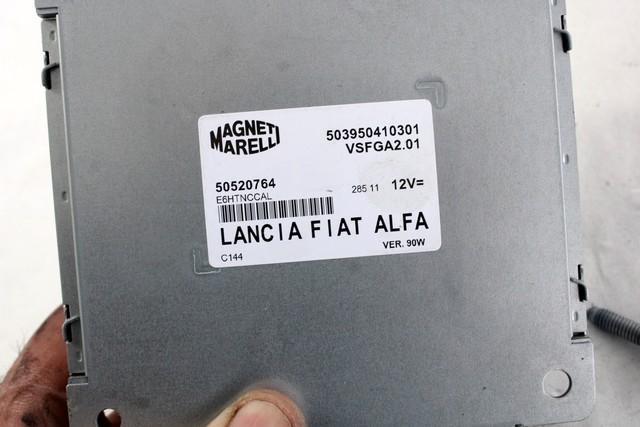 MAGNETI
MARELLI
503950410301
VSFGA2.01
50520764
E6HTNCCAL
285 11 12V=
LANCIA FIAT ALFA
VER. 90W
C144